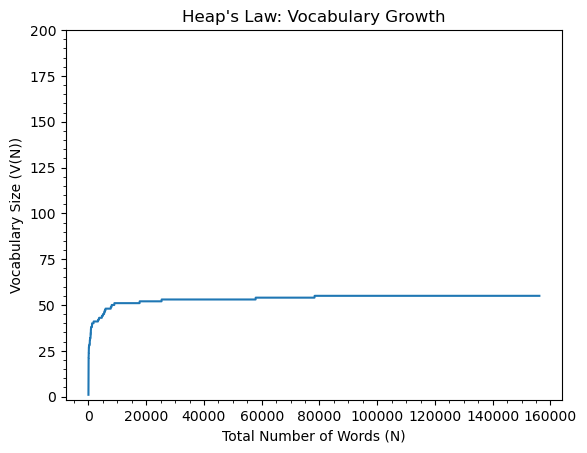 Heap's Law: Vocabulary Growth
200
175
150
125
100
75
50
25
0
Vocabulary Size (V(N))
0 20000 40000 60000 80000 100000 120000 140000 160000
Total Number of Words (N)